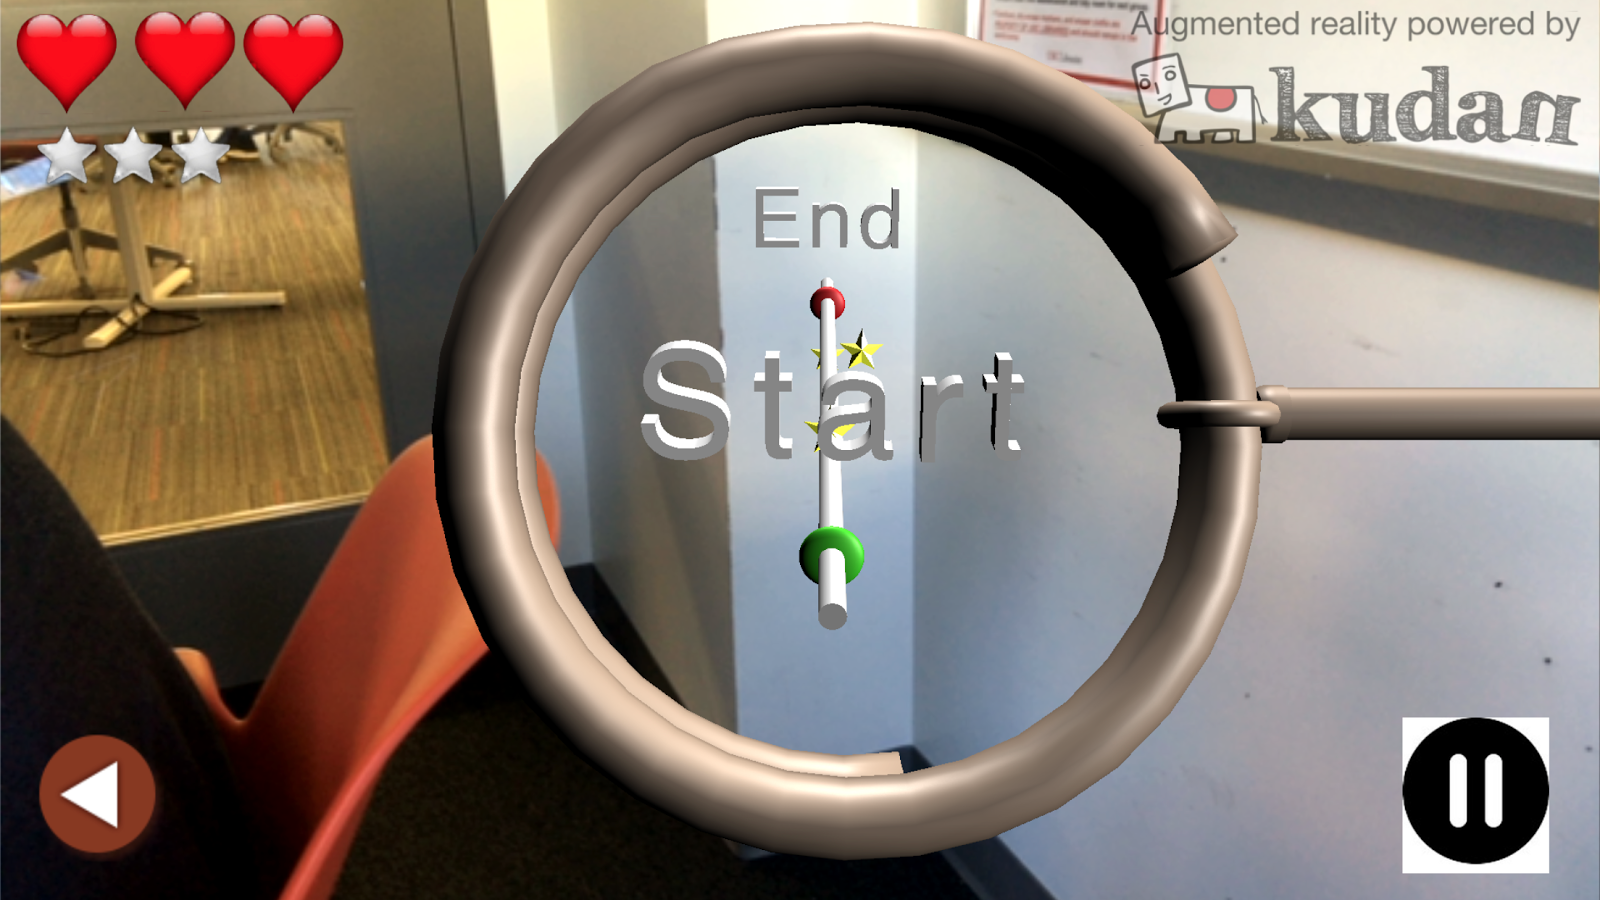 Augmented reality powered by
kudan
End
Start